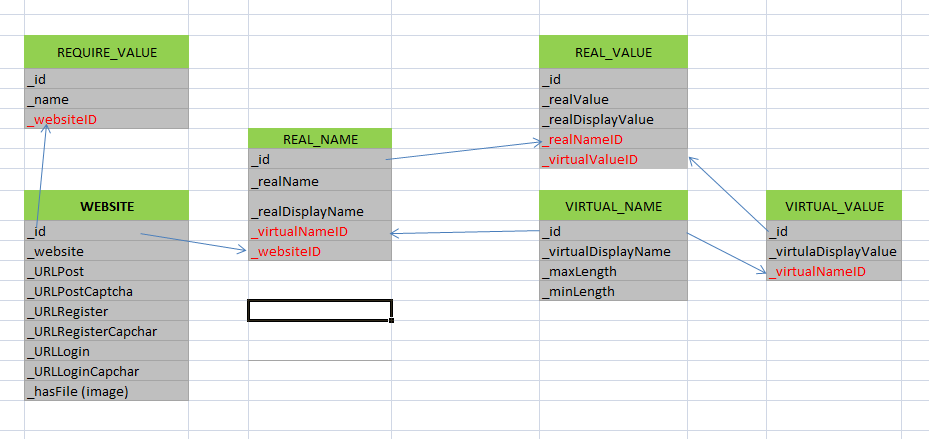 REQUIRE_VALUE
_id
_name
_websiteID
WEBSITE
_id
_website
_URLPost
_URLPostCaptcha
_URLRegister
_URLRegisterCapchar
_URLLogin
_URLLoginCapchar
_hasFile (image)
REAL_NAME
_id
_realName
_realDisplayName
_virtualNameID
_websiteID
REAL_VALUE
_id
_realValue
_realDisplayValue
_realNameID
_virtualValueID
VIRTUAL_NAME
_id
_virtualDisplayName
_maxLength
_minLength
VIRTUAL_VALUE
_id
_virtulaDisplayValue
_virtualNameID